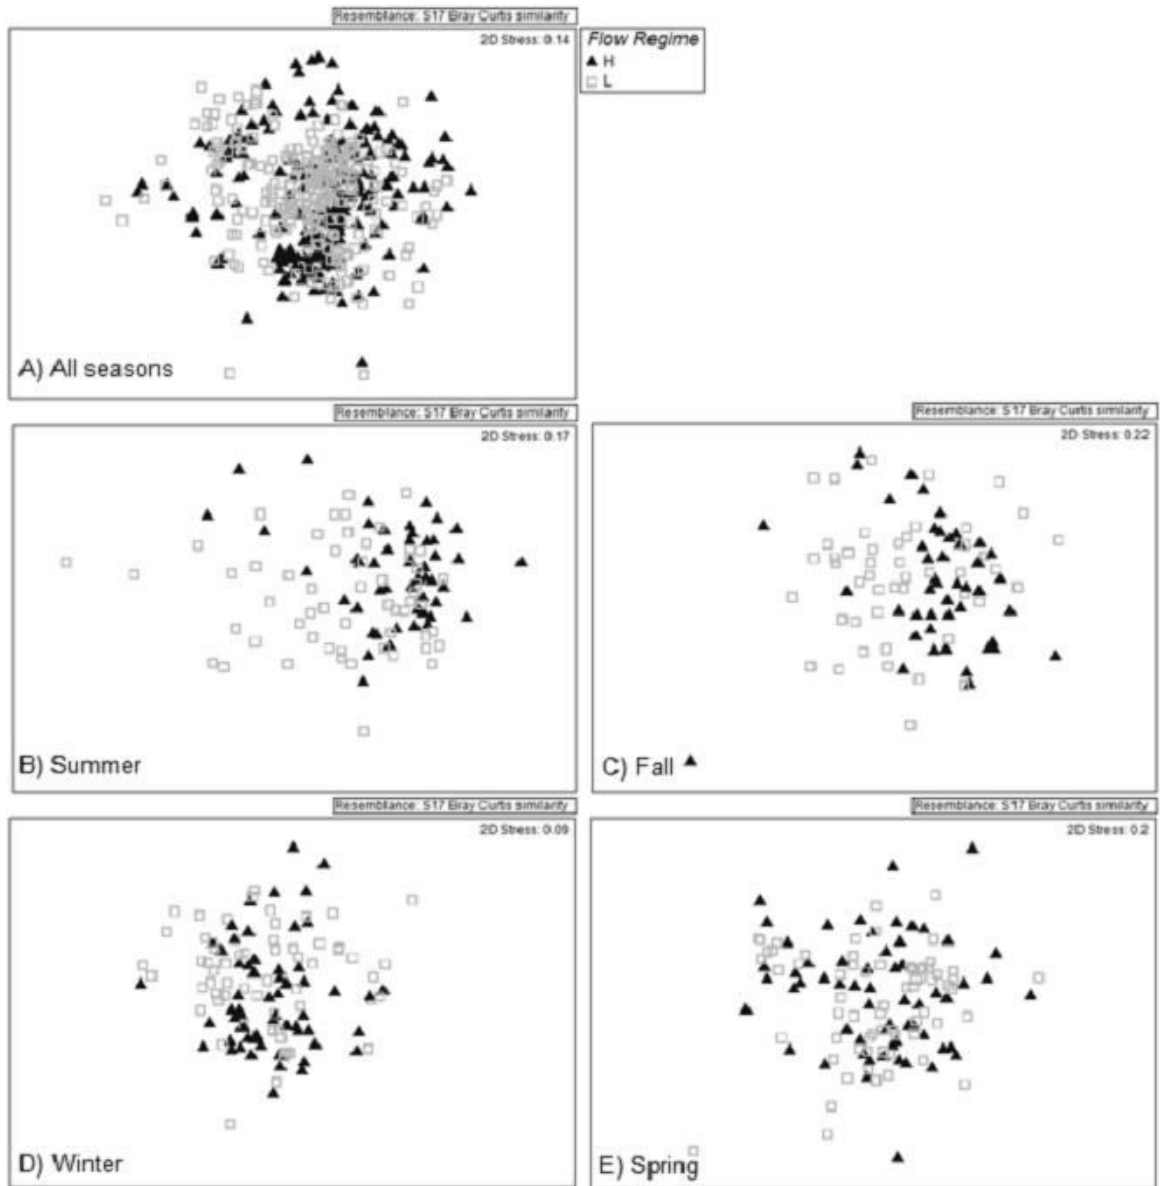 Resemblance: S17 Bray Curtis similarity
2D Stress: 0.14
Flow Regime
H
L
A) All seasons
Resemblance: S17 Bray Curtis similarity
2D Stress: 0.17
B) Summer
Resemblance: S17 Bray Curtis similarity
2D Stress: 0.22
C) Fall
Resemblance: S17 Bray Curtis similarity
2D Stress: 0.09
D) Winter
Resemblance: S17 Bray Curtis similarity
2D Stress: 0.2
E) Spring